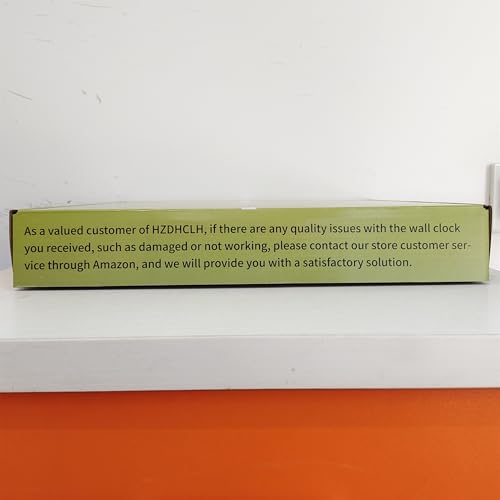 As a valued customer of HZDHCLH, if there are any quality issues with the wall clock
you received, such as damaged or not working, please contact our store customer ser-
vice through Amazon, and we will provide you with a satisfactory solution.